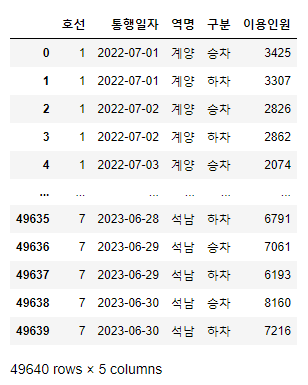 호선 통행일자 역명 구분 이용인원
0 1 2022-07-01 계양 승차 3425
1 1 2022-07-01 계양 하차 3307
2 1 2022-07-02 계양 승차 2826
3 1 2022-07-02 계양 하차 2862
4 1 2022-07-03 계양 승차 2074
... ... ... ... ... ...
49635 7 2023-06-28 석남 하차 6791
49636 7 2023-06-29 석남 승차 7061
49637 7 2023-06-29 석남 하차 6193
49638 7 2023-06-30 석남 승차 8160
49639 7 2023-06-30 석남 하차 7216
49640 rows × 5 columns